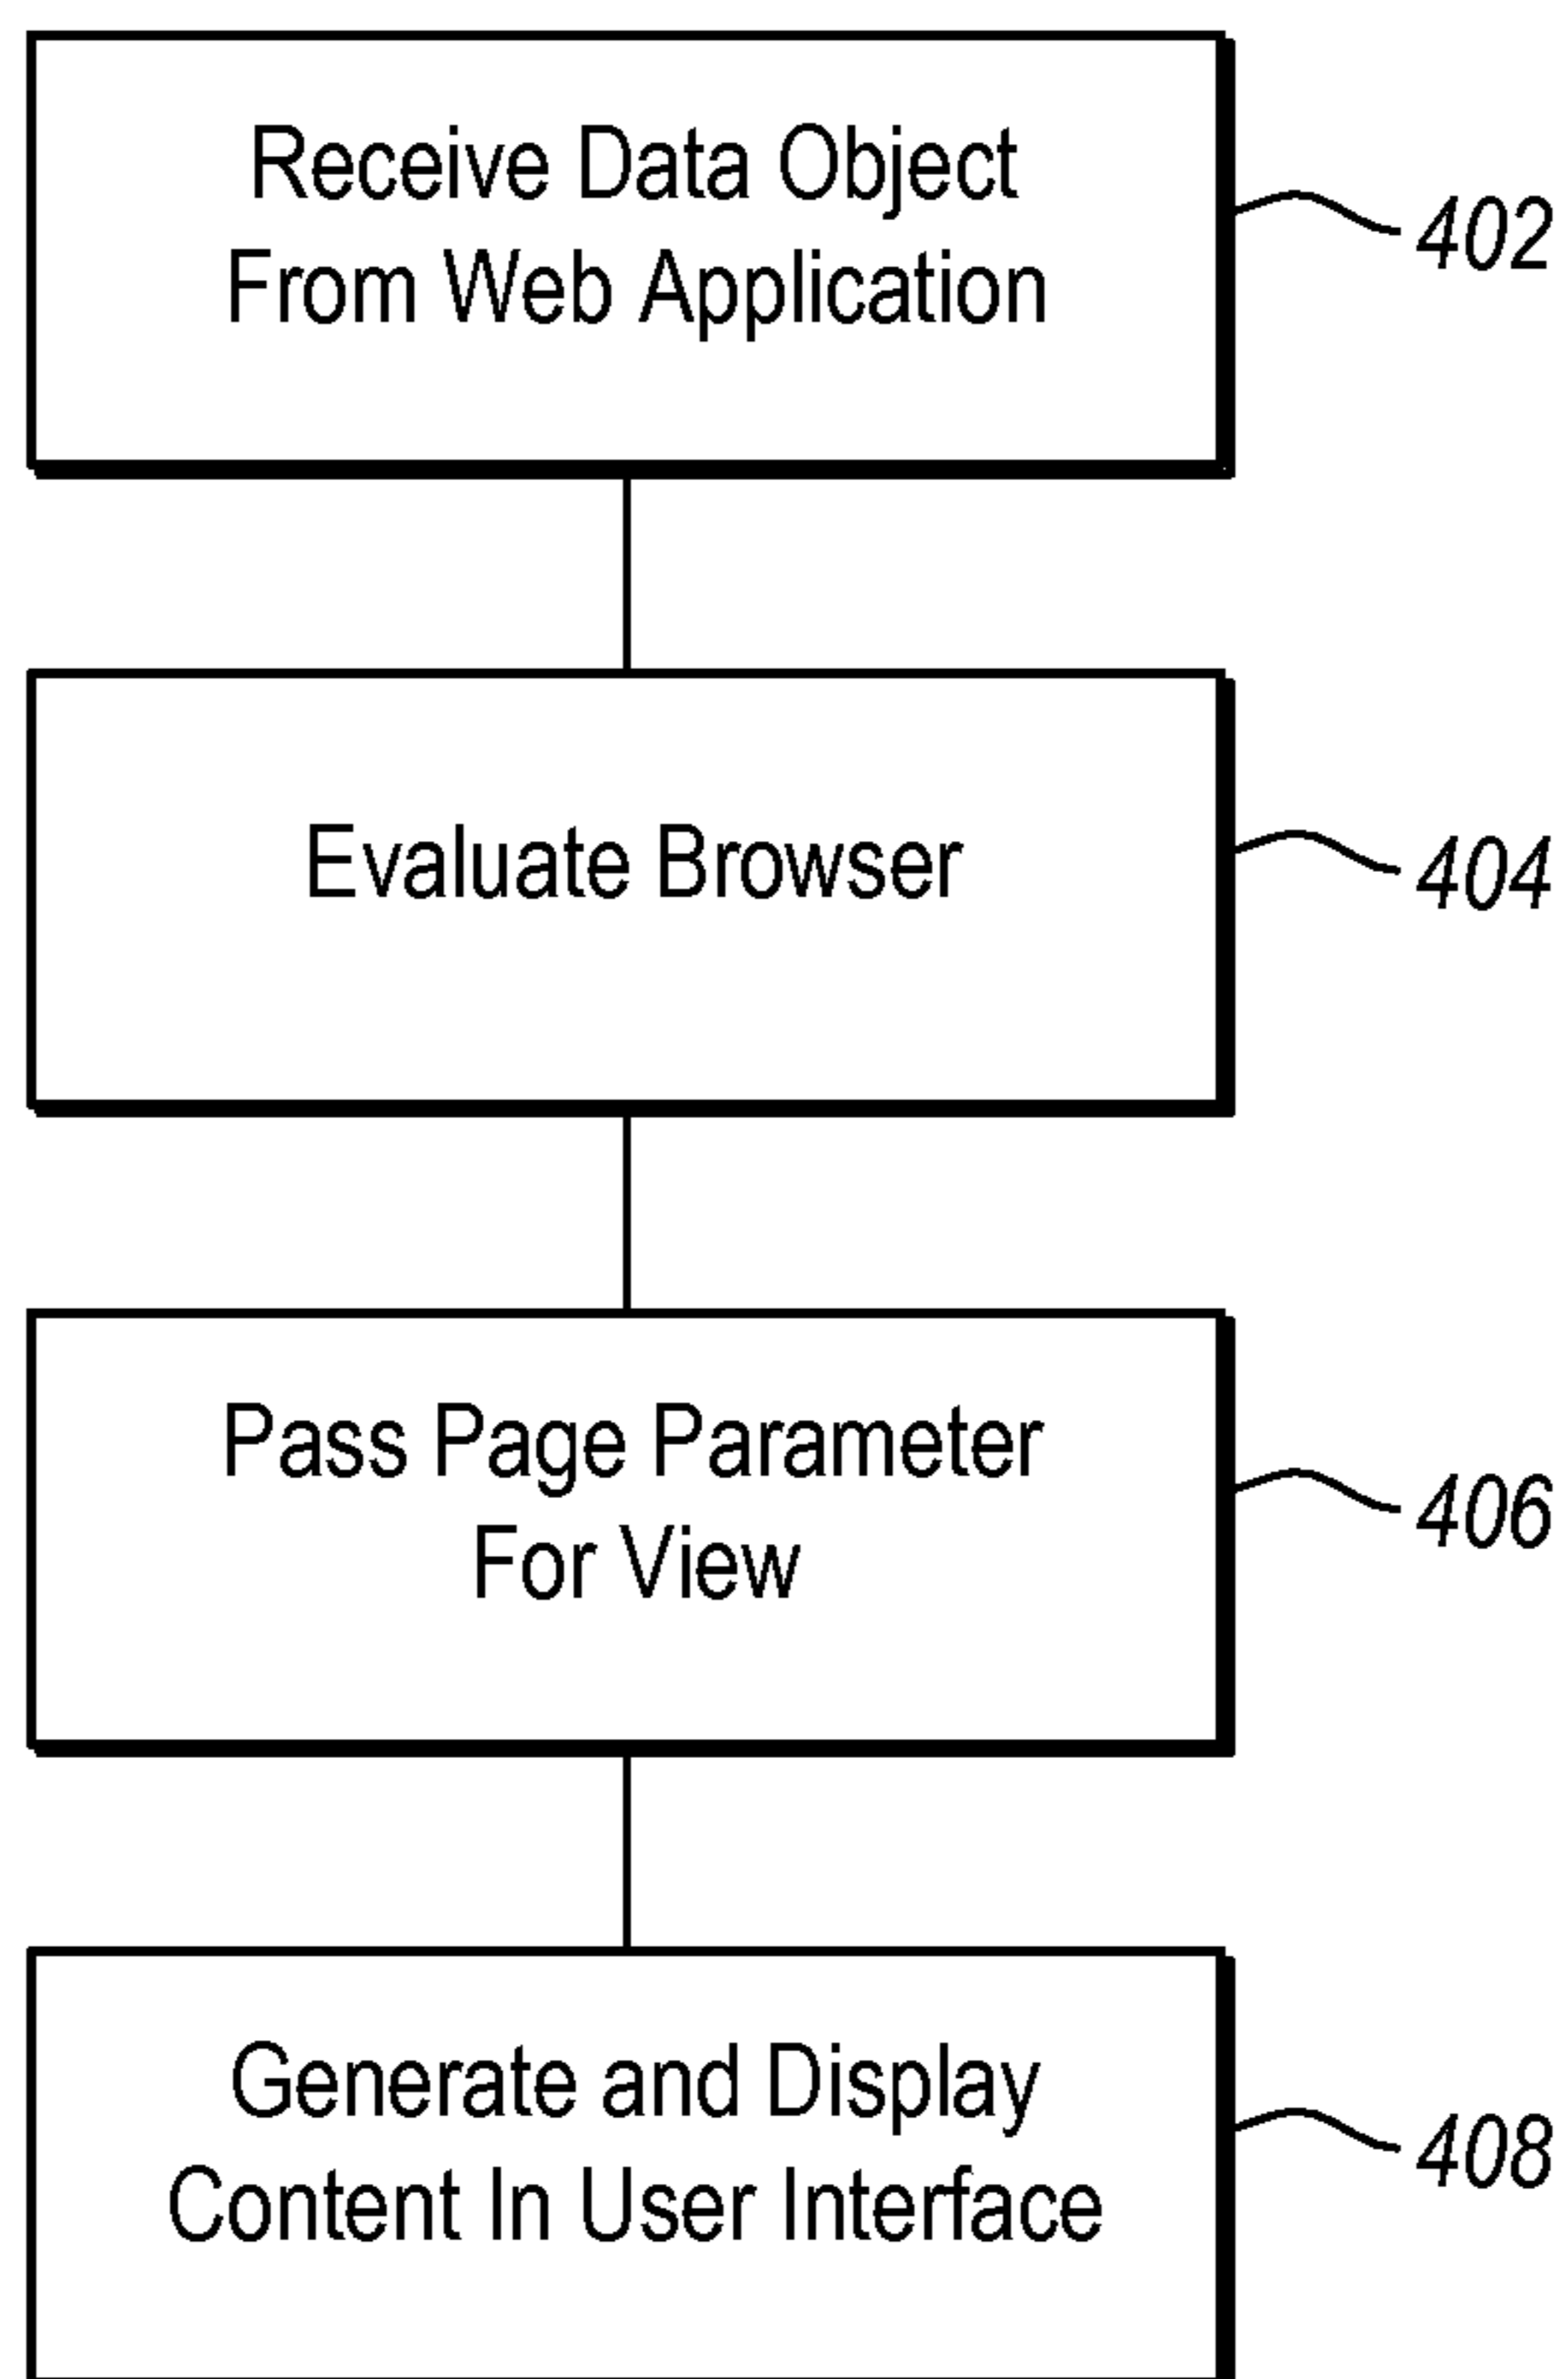 Receive Data Object
From Web Application
402
Evaluate Browser
404
Pass Page Parameter
For View
406
Generate and Display
Content In User Interface
408